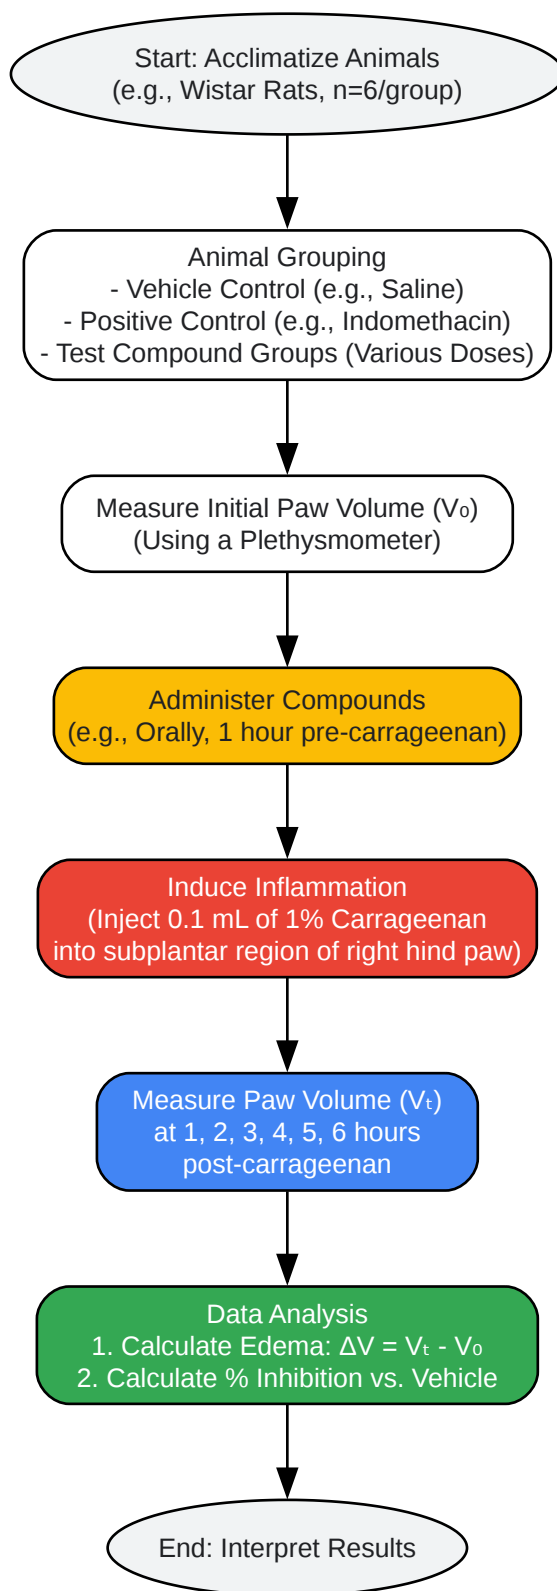 Start: Acclimatize Animals
(e.g., Wistar Rats, n=6/group)
Animal Grouping
- Vehicle Control (e.g., Saline)
- Positive Control (e.g., Indomethacin)
- Test Compound Groups (Various Doses)
Measure Initial Paw Volume (V₀)
(Using a Plethysmometer)
Administer Compounds
(e.g., Orally, 1 hour pre-carrageenan)
Induce Inflammation
(Inject 0.1 mL of 1% Carrageenan
into subplantar region of right hind paw)
Measure Paw Volume (Vₜ)
at 1, 2, 3, 4, 5, 6 hours
post-carrageenan
Data Analysis
1. Calculate Edema: ΔV = Vₜ - V₀
2. Calculate % Inhibition vs. Vehicle
End: Interpret Results